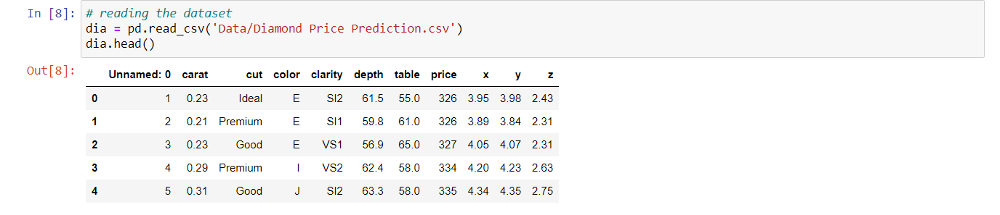 In [8]: # reading the dataset
dia = pd.read_csv('Data/Diamond Price Prediction.csv')
dia.head()
Out[8]:
Unnamed: 0 carat cut color clarity depth table price x y z
0 1 0.23 Ideal E SI2 61.5 55.0 326 3.95 3.98 2.43
1 2 0.21 Premium E SI1 59.8 61.0 326 3.89 3.84 2.31
2 3 0.23 Good E VS1 56.9 65.0 327 4.05 4.07 2.31
3 4 0.29 Premium I VS2 62.4 58.0 334 4.20 4.23 2.63
4 5 0.31 Good J SI2 63.3 58.0 335 4.34 4.35 2.75